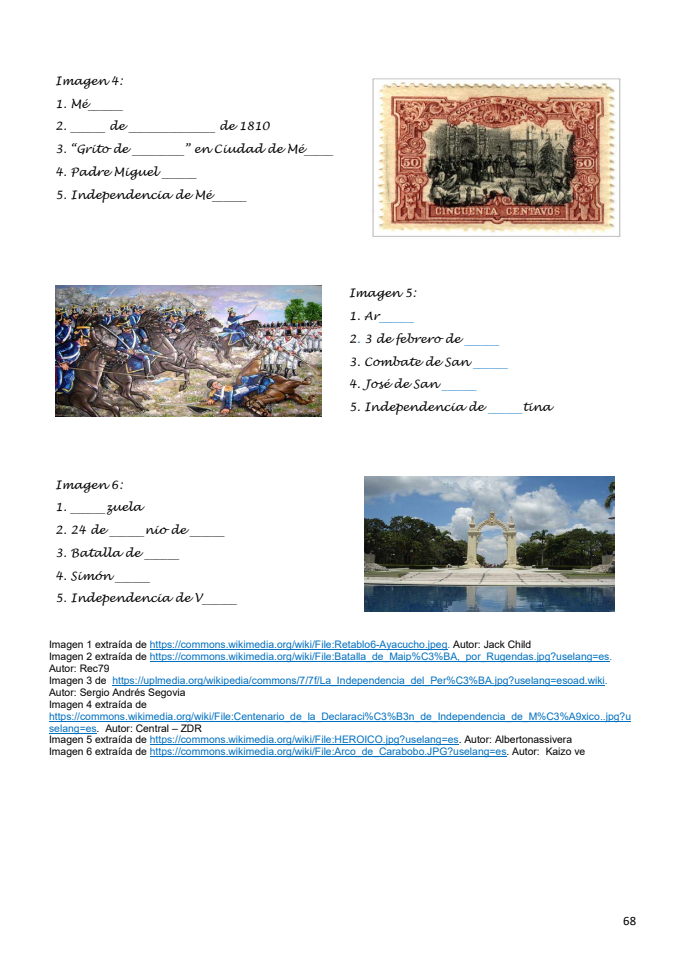 Imagen 4:
1. Mé_____
2. _____ de _____________ de 1810
3. “Grito de ________” en Ciudad de Mé____
4. Padre Miguel _____
5. Independencia de Mé_____
CORREOS MEXICO
50 50
CINCUENTA CENTAVOS
Imagen 5:
1. Ar_____
2. 3 de febrero de _____
3. Combate de San _____
4. José de San _____
5. Independencia de _____tina
Imagen 6:
1. _____zuela
2. 24 de _____nio de _____
3. Batalla de _____
4. Simón _____
5. Independencia de V_____
Imagen 1 extraída de https://commons.wikimedia.org/wiki/File:Retablo6-Ayacucho.jpeg. Autor: Jack Child
Imagen 2 extraída de https://commons.wikimedia.org/wiki/File:Batalla_de_Maip%C3%BA,_por_Rugendas.jpg?uselang=es.
Autor: Rec79
Imagen 3 de https://uplmedia.org/wikipedia/commons/7/7f/La_Independencia_del_Per%C3%BA.jpg?uselang=esoad.wiki.
Autor: Sergio Andrés Segovia
Imagen 4 extraída de
https://commons.wikimedia.org/wiki/File:Centenario_de_la_Declaraci%C3%B3n_de_Independencia_de_M%C3%A9xico..jpg?u
selang=es. Autor: Central – ZDR
Imagen 5 extraída de https://commons.wikimedia.org/wiki/File:HEROICO.jpg?uselang=es. Autor: Albertonassivera
Imagen 6 extraída de https://commons.wikimedia.org/wiki/File:Arco_de_Carabobo.JPG?uselang=es. Autor: Kaizo ve
68